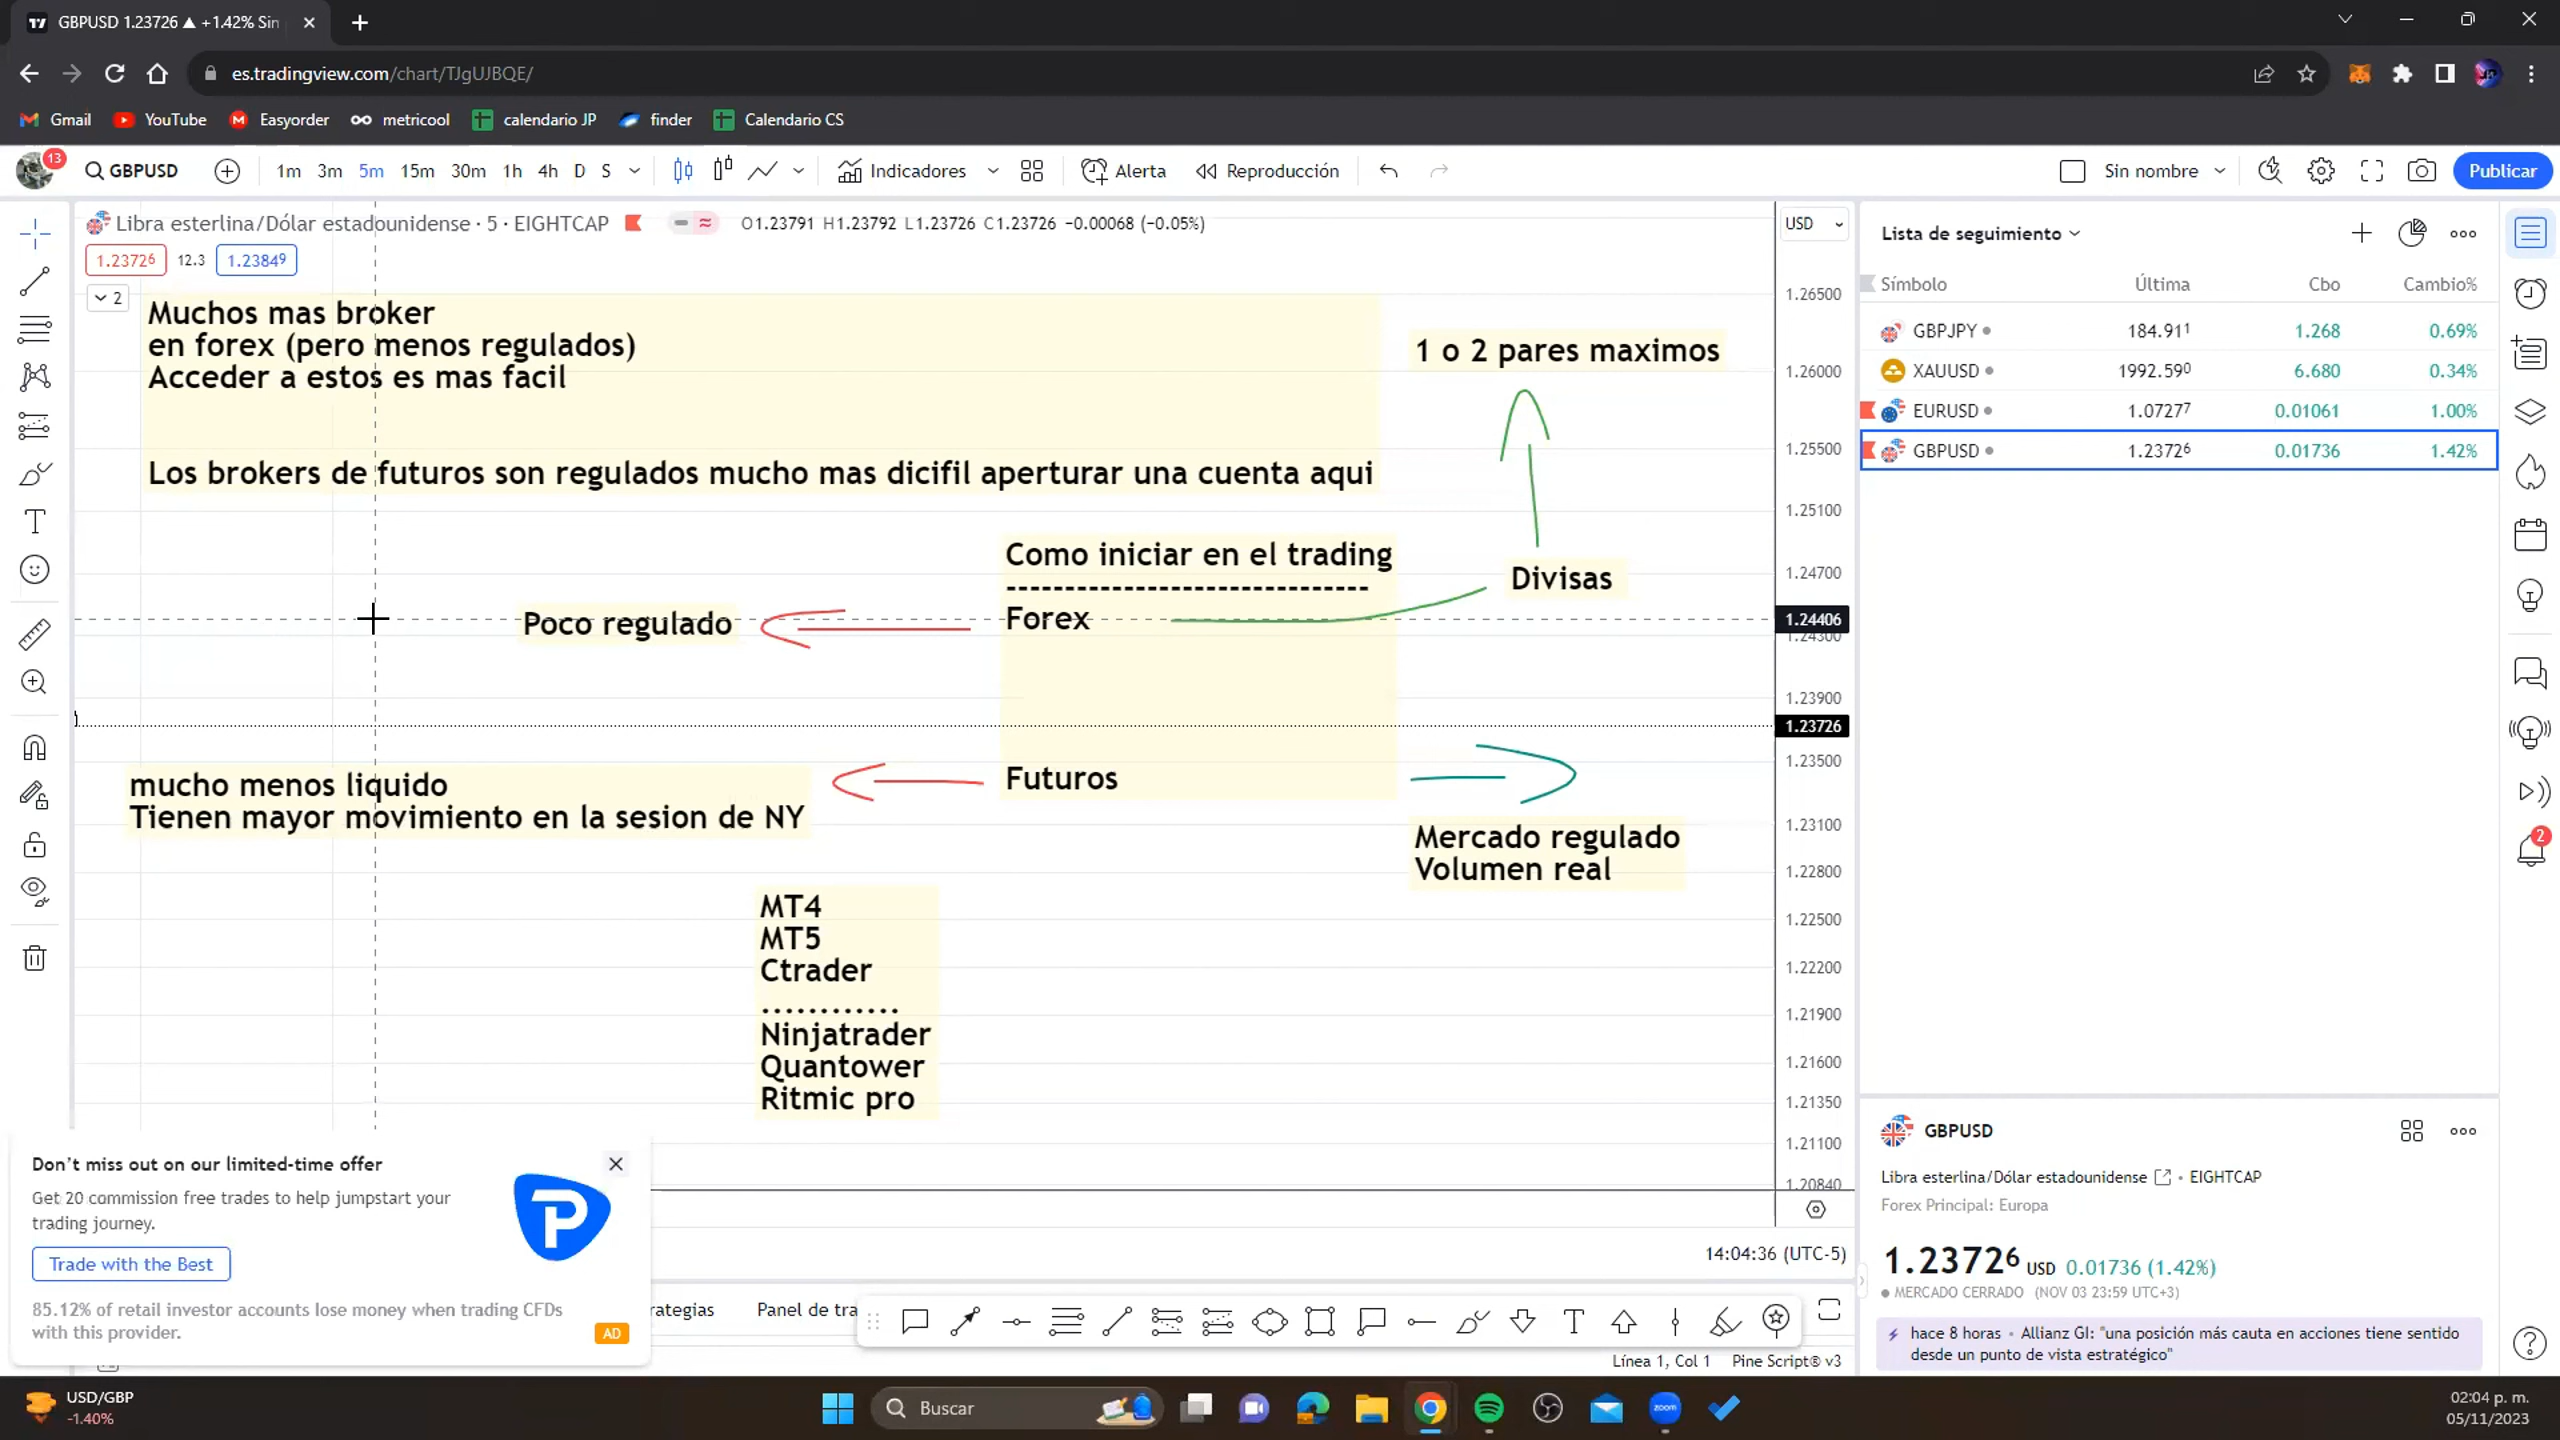 GBPUSD 1.23726 ▲ +1.42% Sin
es.tradingview.com/chart/TJgUJBQE/
Gmail
YouTube
Easyorder
metricool
calendario JP
finder
Calendario CS
13
GBPUSD
1m 3m 5m 15m 30m 1h 4h D S
Indicadores
Alerta
Reproducción
Sin nombre
Publicar
Libra esterlina/Dólar estadounidense · 5 · EIGHTCAP
O1.23791 H1.23792 L1.23726 C1.23726 −0.00068 (−0.05%)
USD
1.23726
12.3
1.23849
2
Muchos mas broker
en forex (pero menos regulados)
Acceder a estos es mas facil
Los brokers de futuros son regulados mucho mas dicifil aperturar una cuenta aqui
1 o 2 pares maximos
Divisas
Como iniciar en el trading
-------------------------------
Forex
Poco regulado
Futuros
mucho menos liquido
Tienen mayor movimiento en la sesion de NY
Mercado regulado
Volumen real
MT4
MT5
Ctrader
............
Ninjatrader
Quantower
Ritmic pro
1.26500
1.26000
1.25500
1.25100
1.24700
1.24406
1.24300
1.23900
1.23726
1.23500
1.23100
1.22800
1.22500
1.22200
1.21900
1.21600
1.21350
1.21100
1.20840
Lista de seguimiento
Símbolo Última Cbo Cambio%
GBPJPY 184.911 1.268 0.69%
XAUUSD 1992.590 6.680 0.34%
EURUSD 1.07277 0.01061 1.00%
GBPUSD 1.23726 0.01736 1.42%
2
GBPUSD
Libra esterlina/Dólar estadounidense • EIGHTCAP
Forex Principal: Europa
1.23726 USD 0.01736 (1.42%)
MERCADO CERRADO (NOV 03 23:59 UTC+3)
hace 8 horas • Allianz GI: "una posición más cauta en acciones tiene sentido
desde un punto de vista estratégico"
Don't miss out on our limited-time offer
Get 20 commission free trades to help jumpstart your
trading journey.
Trade with the Best
85.12% of retail investor accounts lose money when trading CFDs
with this provider.
AD
14:04:36 (UTC-5)
rategias
Panel de tra
Línea 1, Col 1 Pine Script® v3
USD/GBP
-1.40%
Buscar
zoom
02:04 p. m.
05/11/2023